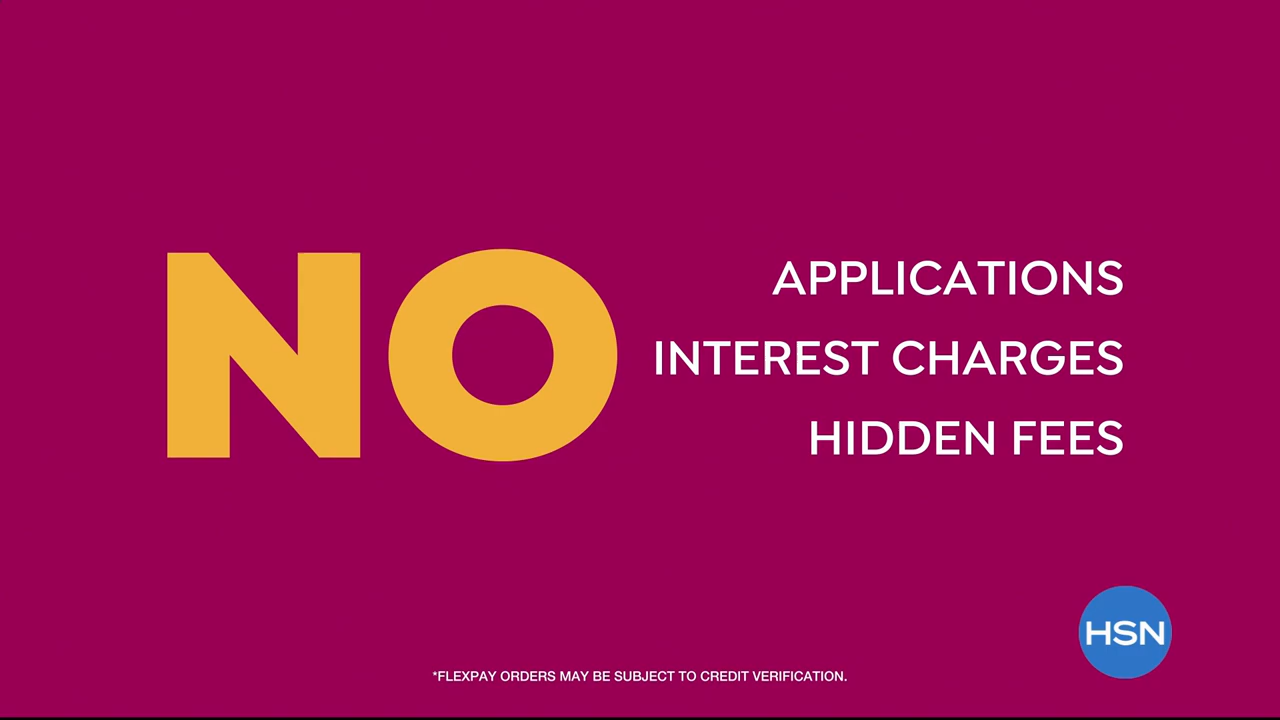 NO
APPLICATIONS
INTEREST CHARGES
HIDDEN FEES
HSN
*FLEXPAY ORDERS MAY BE SUBJECT TO CREDIT VERIFICATION.